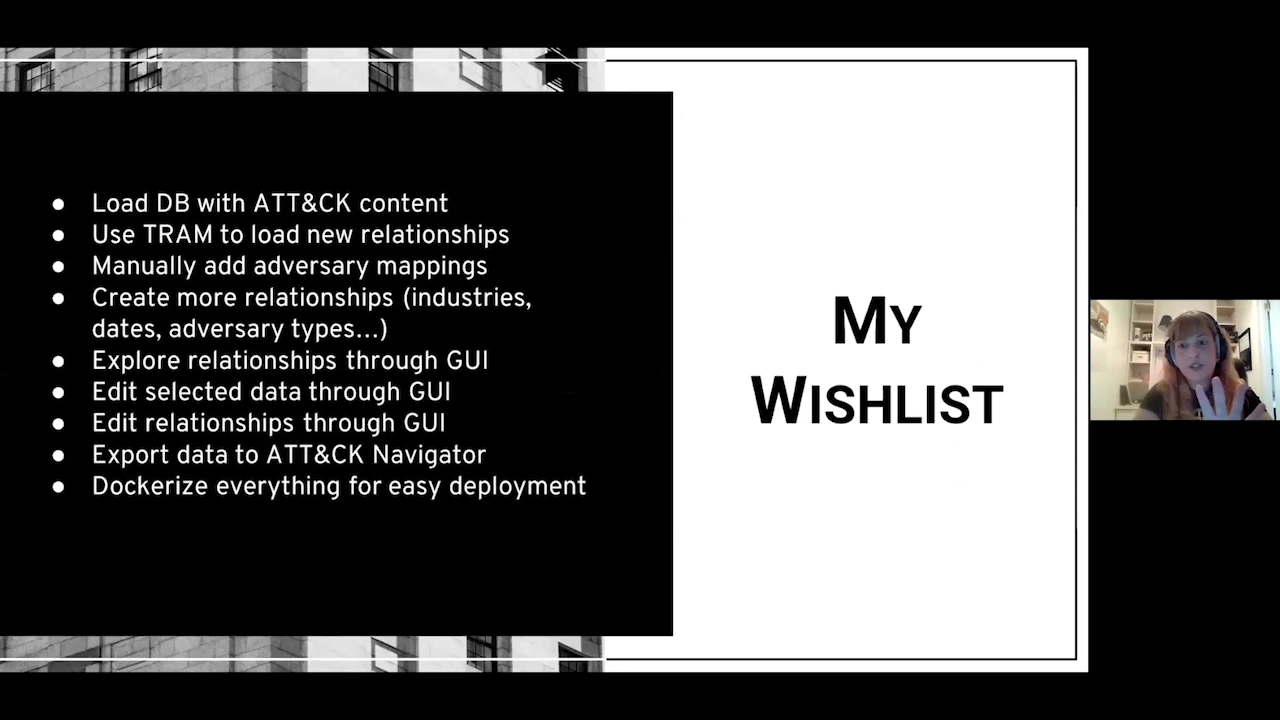 ● Load DB with ATT&CK content
● Use TRAM to load new relationships
● Manually add adversary mappings
● Create more relationships (industries,
dates, adversary types...)
● Explore relationships through GUI
● Edit selected data through GUI
● Edit relationships through GUI
● Export data to ATT&CK Navigator
● Dockerize everything for easy deployment
MY
WISHLIST